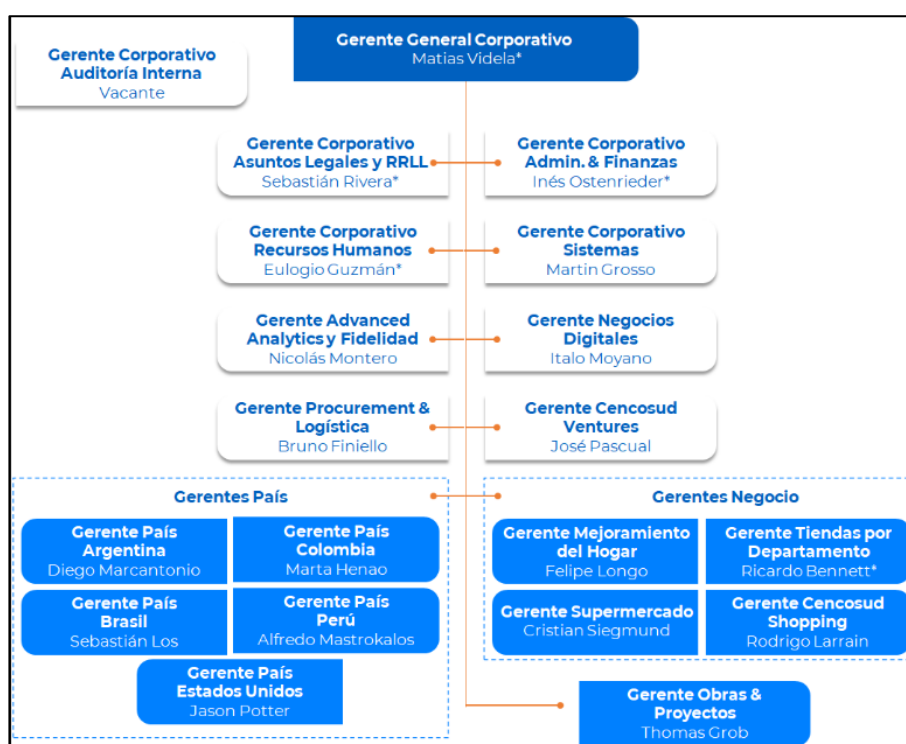 Gerente General Corporativo
Matias Videla*
Gerente Corporativo
Auditoría Interna
Vacante
Gerente Corporativo
Asuntos Legales y RRLL
Sebastián Rivera*
Gerente Corporativo
Admin. & Finanzas
Inés Ostenrieder*
Gerente Corporativo
Recursos Humanos
Eulogio Guzmán*
Gerente Corporativo
Sistemas
Martin Grosso
Gerente Advanced
Analytics y Fidelidad
Nicolás Montero
Gerente Negocios
Digitales
Italo Moyano
Gerente Procurement &
Logística
Bruno Finiello
Gerente Cencosud
Ventures
José Pascual
Gerentes País
Gerente País
Argentina
Diego Marcantonio
Gerente País
Colombia
Marta Henao
Gerente País
Brasil
Sebastián Los
Gerente País
Perú
Alfredo Mastrokalos
Gerente País
Estados Unidos
Jason Potter
Gerentes Negocio
Gerente Mejoramiento
del Hogar
Felipe Longo
Gerente Tiendas por
Departamento
Ricardo Bennett*
Gerente Supermercado
Cristian Siegmund
Gerente Cencosud
Shopping
Rodrigo Larrain
Gerente Obras &
Proyectos
Thomas Grob